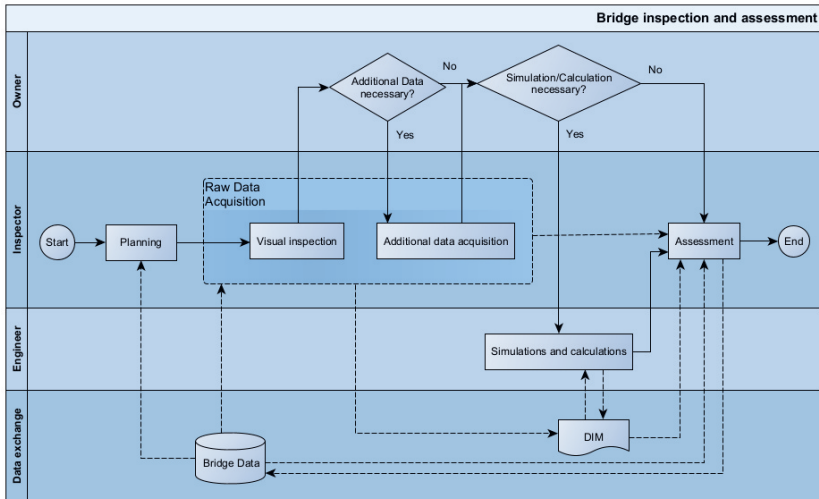 Bridge inspection and assessment
Owner
Additional Data
necessary?
No
Simulation/Calculation
necessary?
No
Yes
Yes
Inspector
Raw Data
Acquisition
Start
Planning
Visual inspection
Additional data acquisition
Assessment
End
Engineer
Simulations and calculations
Data exchange
Bridge Data
DIM